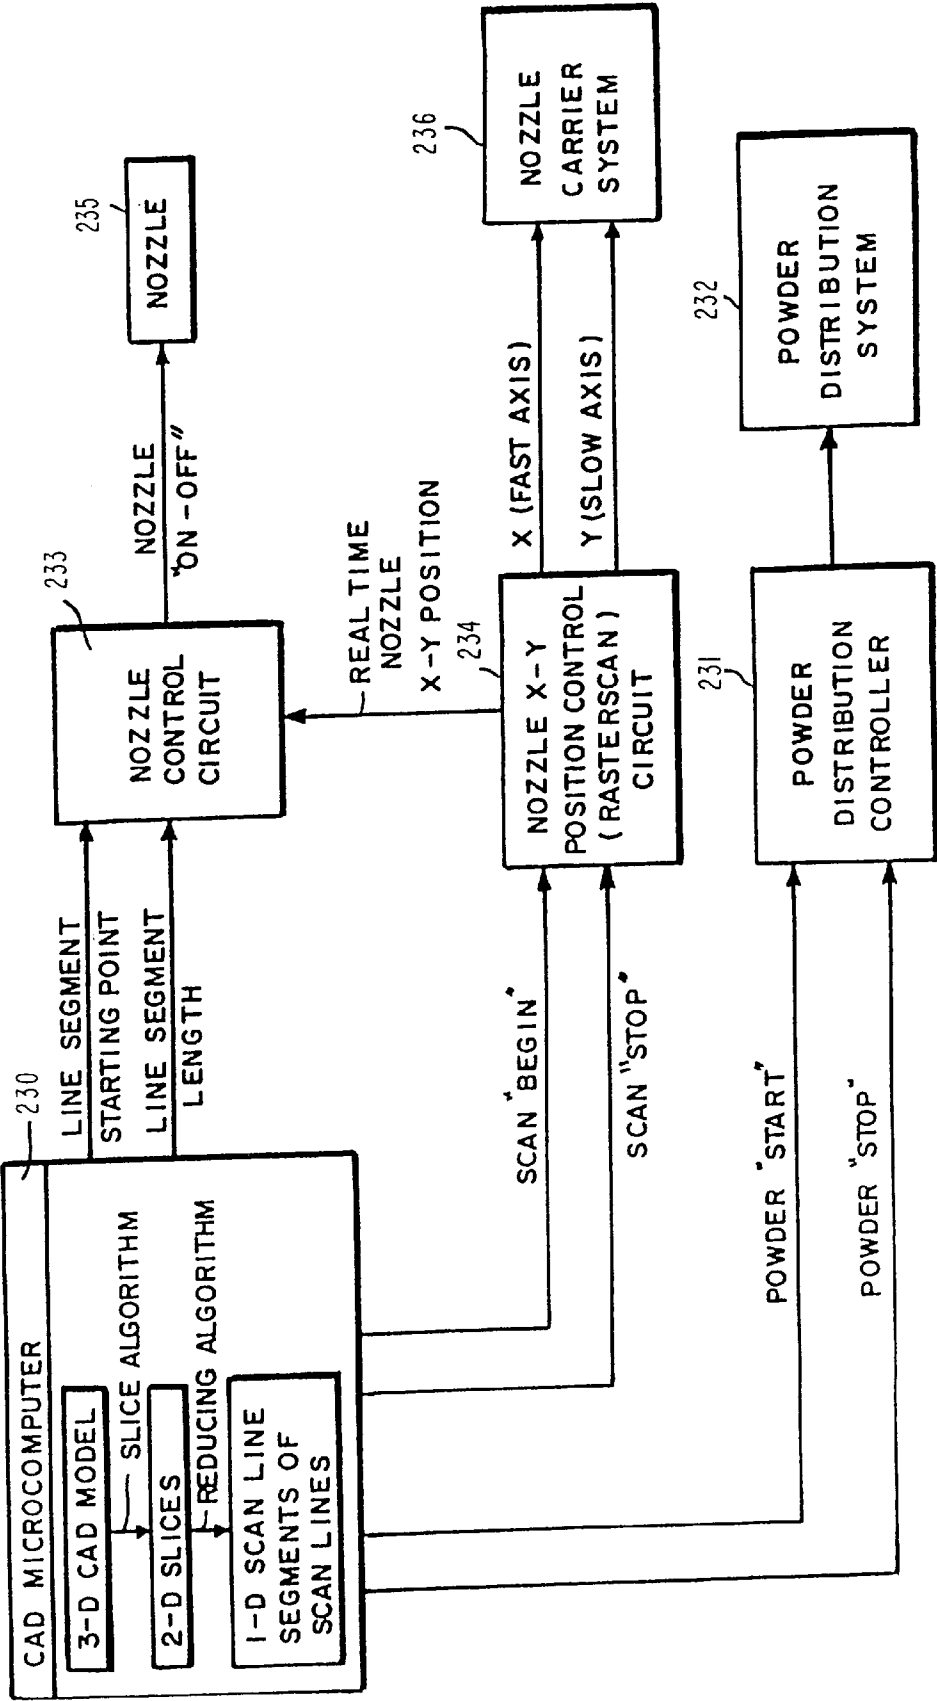 CAD MICROCOMPUTER
230
3-D CAD MODEL
SLICE ALGORITHM
2-D SLICES
REDUCING ALGORITHM
1-D SCAN LINE
SEGMENTS OF
SCAN LINES
LINE SEGMENT
STARTING POINT
LINE SEGMENT
LENGTH
233
NOZZLE
CONTROL
CIRCUIT
NOZZLE
"ON-OFF"
235
NOZZLE
REAL TIME
NOZZLE
X-Y POSITION
SCAN "BEGIN"
SCAN "STOP"
234
NOZZLE X-Y
POSITION CONTROL
(RASTERSCAN)
CIRCUIT
X (FAST AXIS)
Y (SLOW AXIS)
236
NOZZLE
CARRIER
SYSTEM
POWDER "START"
POWDER "STOP"
231
POWDER
DISTRIBUTION
CONTROLLER
232
POWDER
DISTRIBUTION
SYSTEM